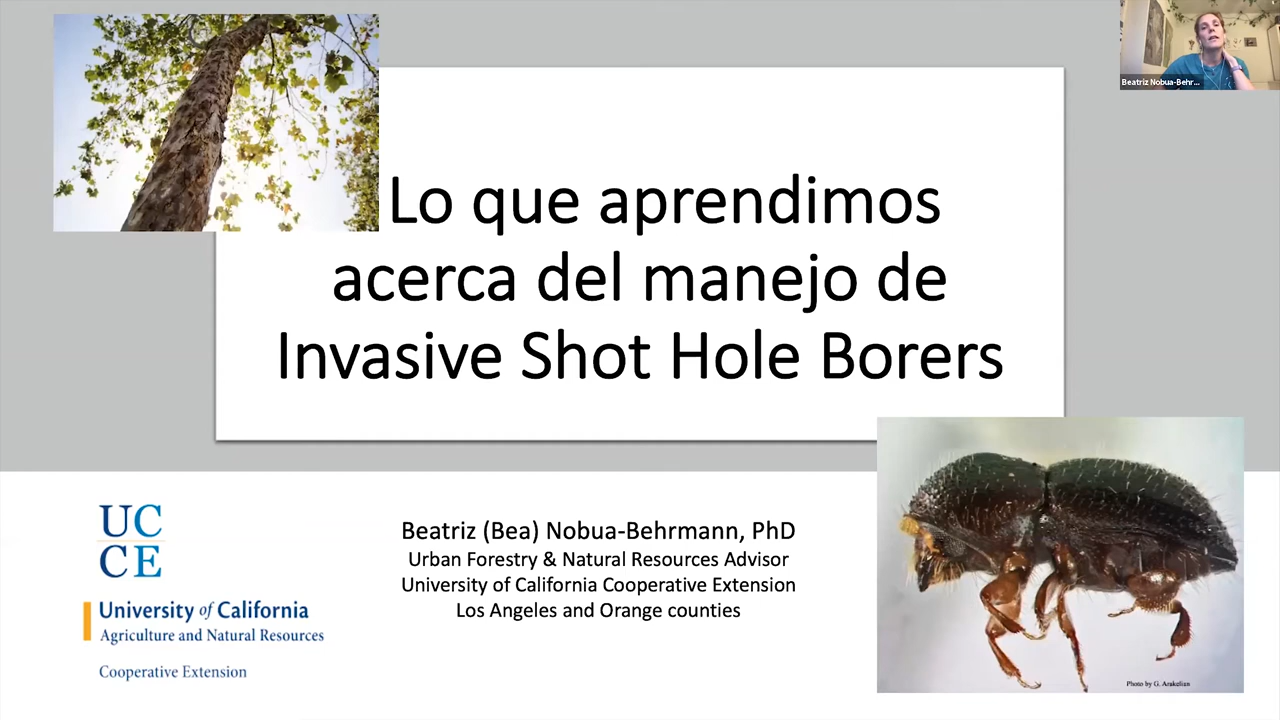 Beatriz Nobua-Behr...
Lo que aprendimos
acerca del manejo de
Invasive Shot Hole Borers
UC
CE
University of California
Agriculture and Natural Resources
Cooperative Extension
Beatriz (Bea) Nobua-Behrmann, PhD
Urban Forestry & Natural Resources Advisor
University of California Cooperative Extension
Los Angeles and Orange counties
Photo by G. Arakelian